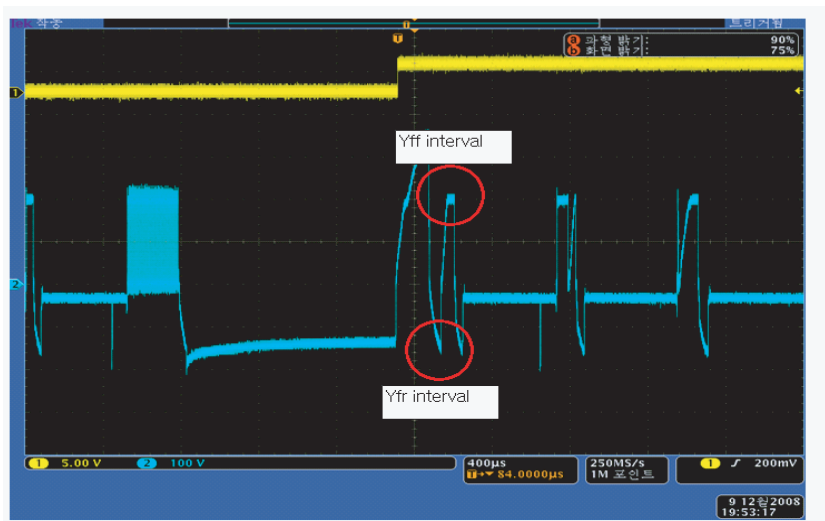 Tek 작동
트리거됨
T
T
a 파형 밝기: 90%
b 화면 밝기: 75%
1
Yff interval
2
Yfr interval
1 5.00 V 2 100 V
400µs
T→▼ 84.0000µs
250MS/s
1M 포인트
1 200mV
9 12월2008
19:53:17